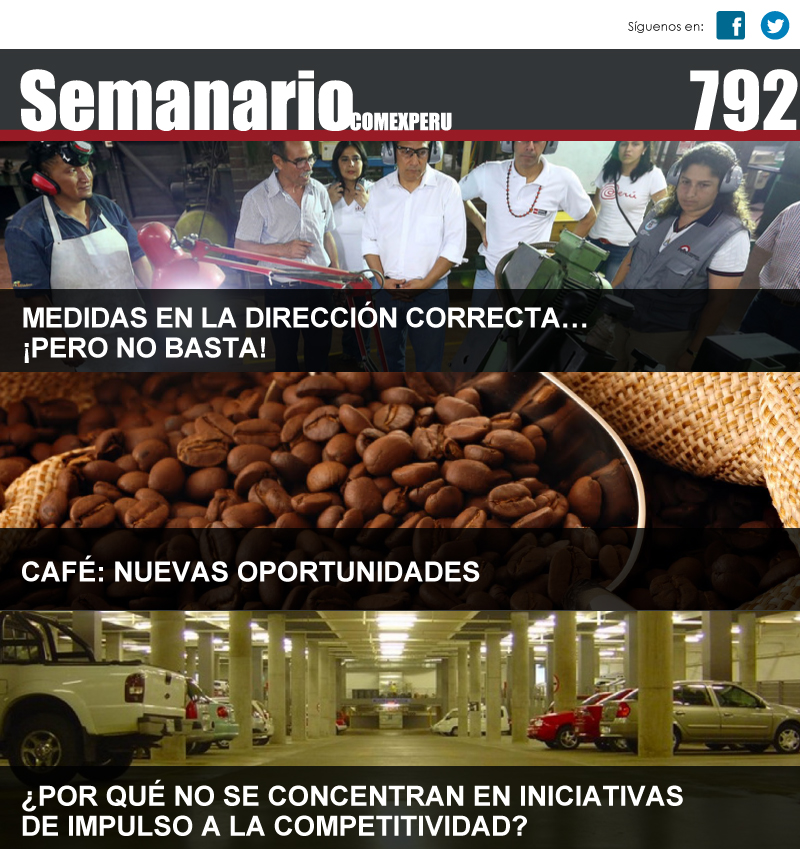 Síguenos en:
Semanario COMEXPERU 792
Perú
MEDIDAS EN LA DIRECCIÓN CORRECTA...
¡PERO NO BASTA!
CAFÉ: NUEVAS OPORTUNIDADES
¿POR QUÉ NO SE CONCENTRAN EN INICIATIVAS
DE IMPULSO A LA COMPETITIVIDAD?